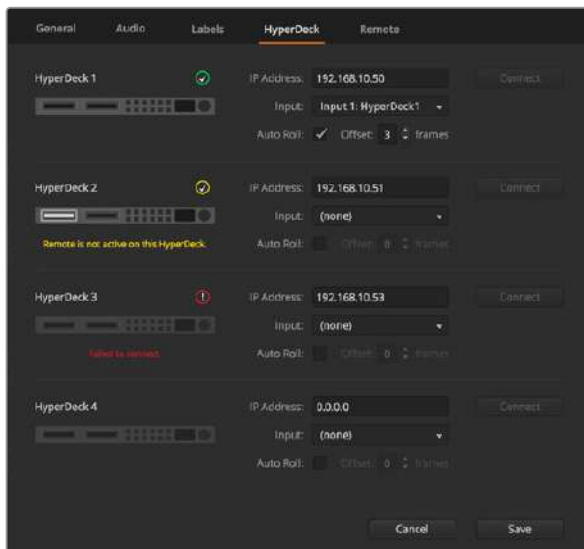 General Audio Labels HyperDeck Remote
HyperDeck 1 IP Address: 192.168.10.50 Connect
Input: Input 1: HyperDeck1
Auto Roll: Offset: 3 frames
HyperDeck 2 IP Address: 192.168.10.51 Connect
Input: (none)
Remote is not active on this HyperDeck. Auto Roll: Offset: 0 frames
HyperDeck 3 IP Address: 192.168.10.53 Connect
Input: (none)
Failed to connect. Auto Roll: Offset: 0 frames
HyperDeck 4 IP Address: 0.0.0.0 Connect
Input: (none)
Auto Roll: Offset: 0 frames
Cancel Save